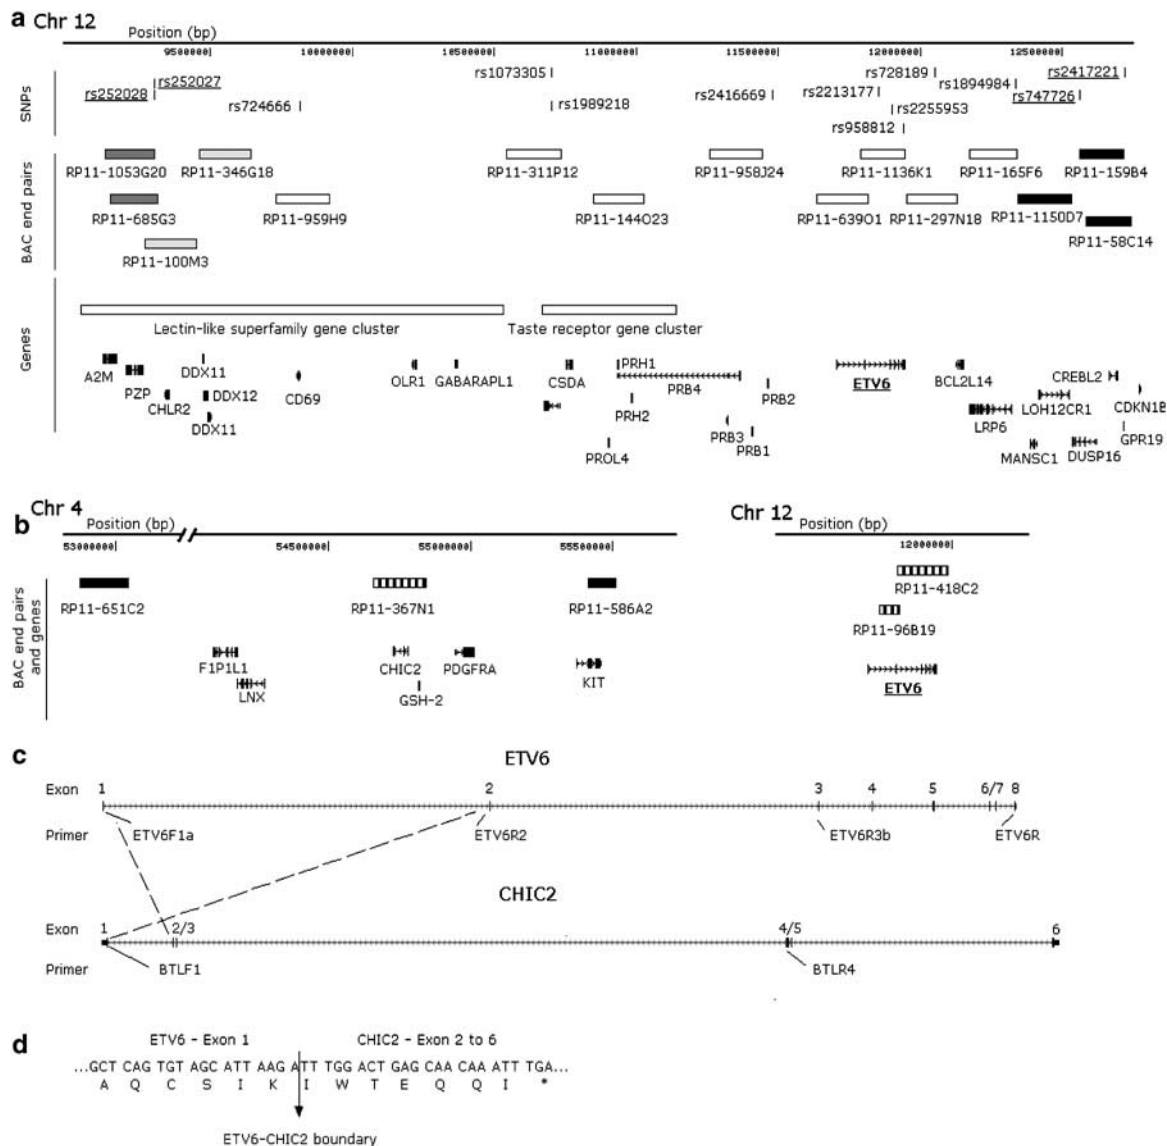 a Chr 12
Position (bp)
9500000 10000000 10500000 11000000 11500000 12000000 12500000
SNPs
rs252028 rs252027 rs724666 rs1073305 rs1989218 rs2416669 rs2213177 rs728189 rs2255953 rs958812 rs1894984 rs747726 rs2417221
BAC end pairs
RP11-1053G20 RP11-346G18 RP11-311P12 RP11-958J24 RP11-1136K1 RP11-165F6 RP11-159B4
RP11-685G3 RP11-959H9 RP11-144O23 RP11-639O1 RP11-297N18 RP11-1150D7
RP11-100M3 RP11-58C14
Genes
Lectin-like superfamily gene cluster Taste receptor gene cluster
A2M PZP CHLR2 DDX11 DDX12 DDX11 CD69 OLR1 GABARAPL1 CSDA PRH1 PRB4 PRH2 PROL4 PRB3 PRB1 PRB2 ETV6 BCL2L14 LRP6 MANSC1 LOH12CR1 CREBL2 DUSP16 GPR19 CDKN1B
b Chr 4
Position (bp)
53000000 54500000 55000000 55500000
BAC end pairs and genes
RP11-651C2 RP11-367N1 RP11-586A2
F1P1L1 LNX CHIC2 GSH-2 PDGFRA KIT
Chr 12
Position (bp)
12000000
RP11-418C2
RP11-96B19
ETV6
c ETV6
Exon 1 2 3 4 5 6/7 8
Primer ETV6F1a ETV6R2 ETV6R3b ETV6R
CHIC2
Exon 1 2/3 4/5 6
Primer BTLF1 BTLR4
d ETV6 - Exon 1 CHIC2 - Exon 2 to 6
...GCT CAG TGT AGC ATT AAG ATTT GGA CTG AGC AAC AAA TTT GA...
A Q C S I K I W T E Q Q I *
ETV6-CHIC2 boundary